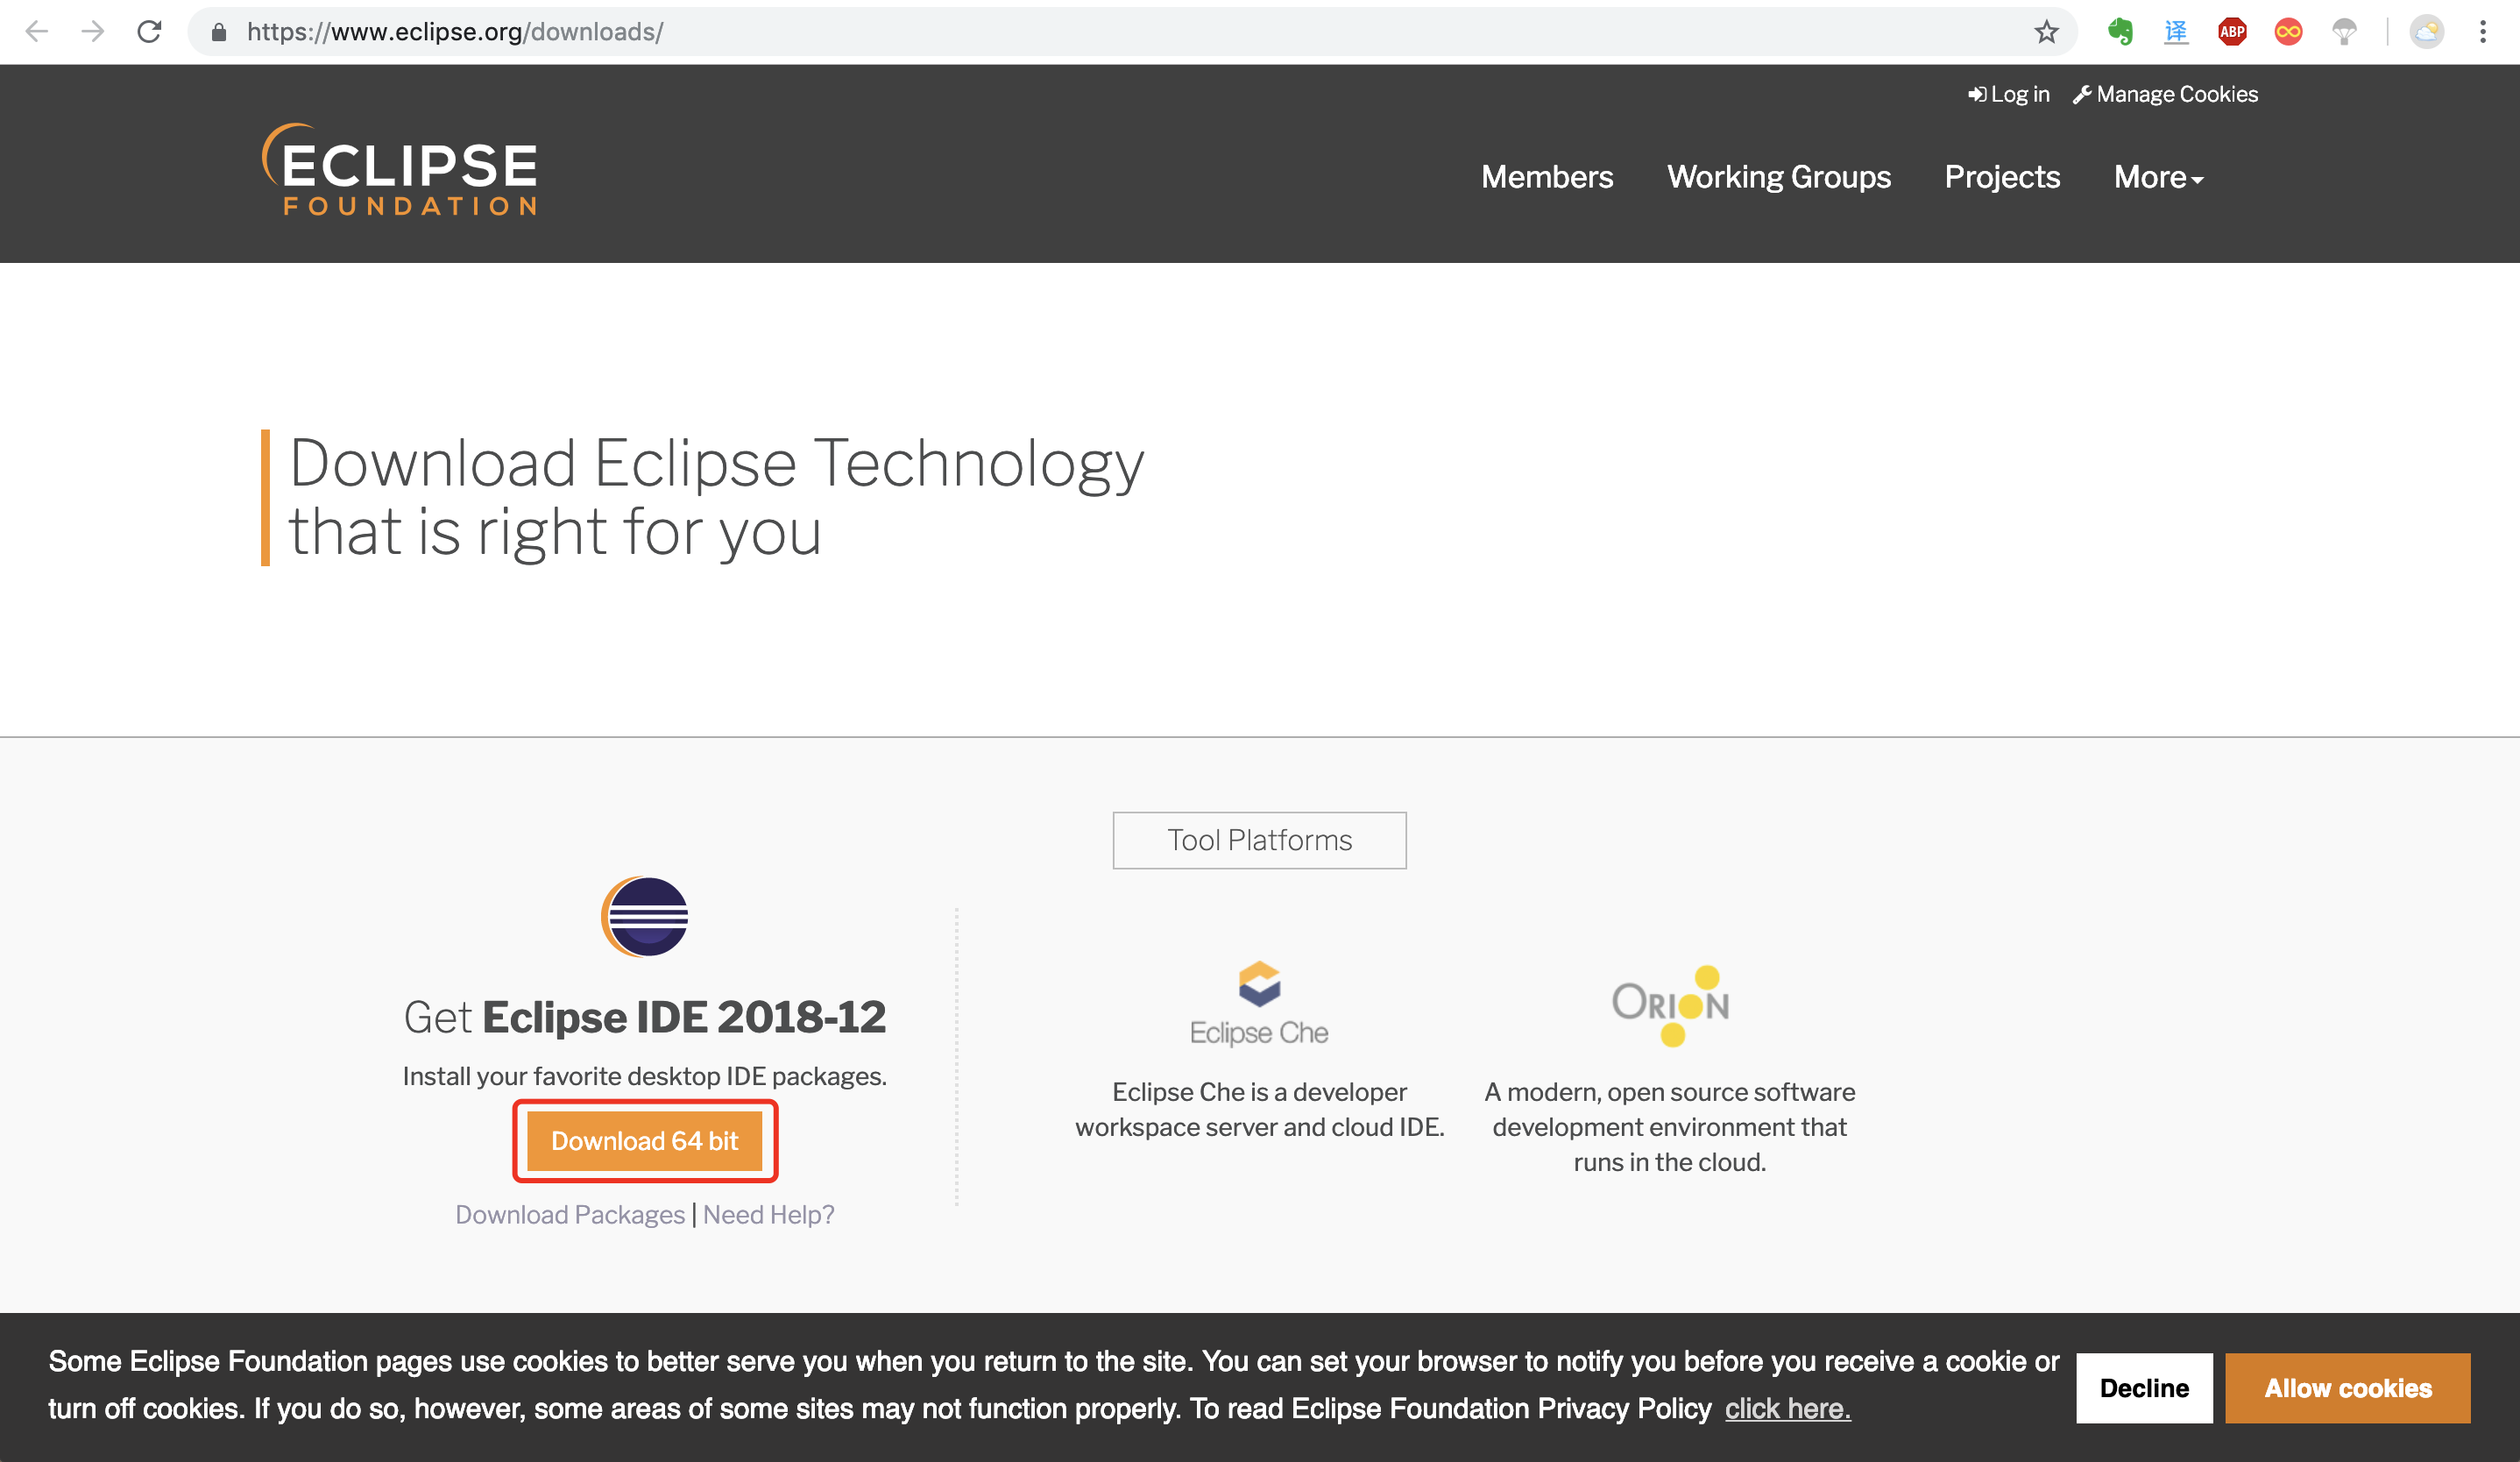 https://www.eclipse.org/downloads/
译
ABP
Log in
Manage Cookies
ECLIPSE
FOUNDATION
Members
Working Groups
Projects
More
Download Eclipse Technology
that is right for you
Tool Platforms
Get Eclipse IDE 2018-12
Install your favorite desktop IDE packages.
Download 64 bit
Download Packages | Need Help?
Eclipse Che
Eclipse Che is a developer
workspace server and cloud IDE.
ORION
A modern, open source software
development environment that
runs in the cloud.
Some Eclipse Foundation pages use cookies to better serve you when you return to the site. You can set your browser to notify you before you receive a cookie or
turn off cookies. If you do so, however, some areas of some sites may not function properly. To read Eclipse Foundation Privacy Policy click here.
Decline
Allow cookies